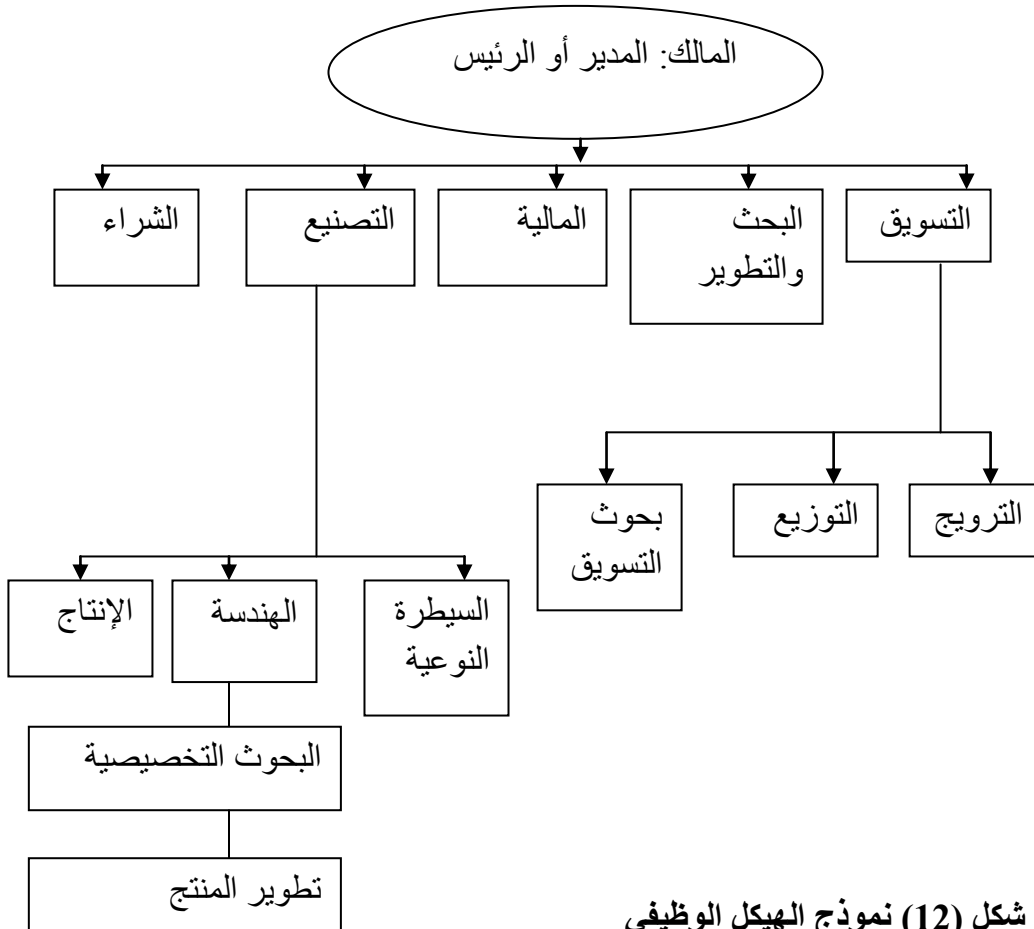 المالك: المدير أو الرئيس
التسويق
البحث
والتطوير
المالية
التصنيع
الشراء
الترويج
التوزيع
بحوث
التسويق
السيطرة
النوعية
الهندسة
الإنتاج
البحوث التخصيصية
تطوير المنتج
شكل (12) نموذج الهيكل الوظيفي